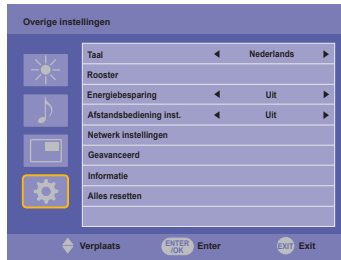 Overige instellingen
Taal Nederlands
Rooster
Energiebesparing Uit
Afstandsbediening inst. Uit
Netwerk instellingen
Geavanceerd
Informatie
Alles resetten
Verplaats ENTER /OK Enter EXIT Exit